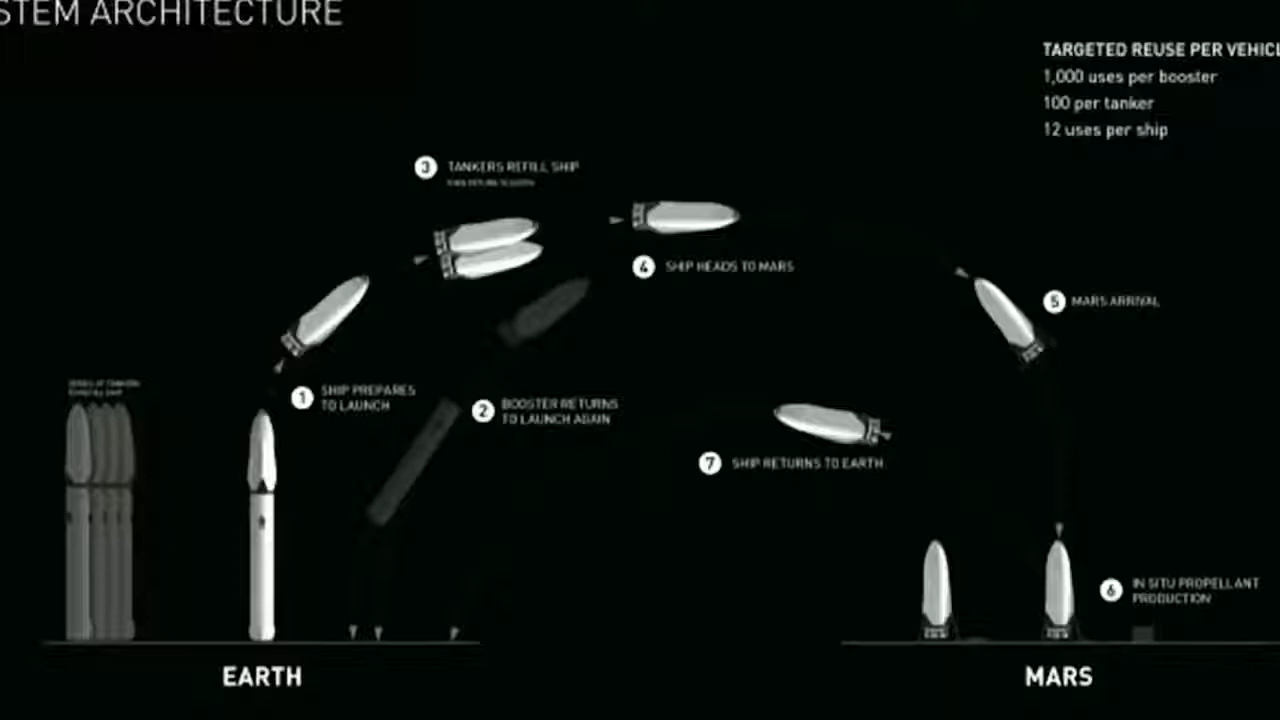 STEM ARCHITECTURE
TARGETED REUSE PER VEHICL
1,000 uses per booster
100 per tanker
12 uses per ship
3 TANKERS REFILL SHIP
4 SHIP HEADS TO MARS
5 MARS ARRIVAL
1 SHIP PREPARES
TO LAUNCH
2 BOOSTER RETURNS
TO LAUNCH AGAIN
7 SHIP RETURNS TO EARTH
6 IN SITU PROPELLANT
PRODUCTION
EARTH
MARS